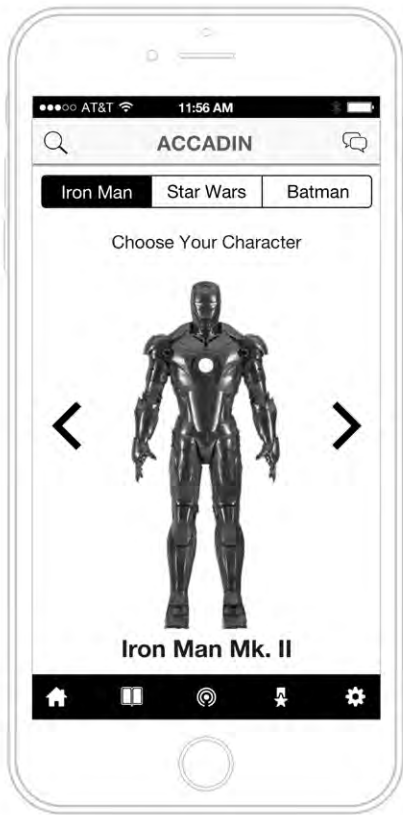 AT&T 11:56 AM
ACCADIN
Iron Man Star Wars Batman
Choose Your Character
Iron Man Mk. II